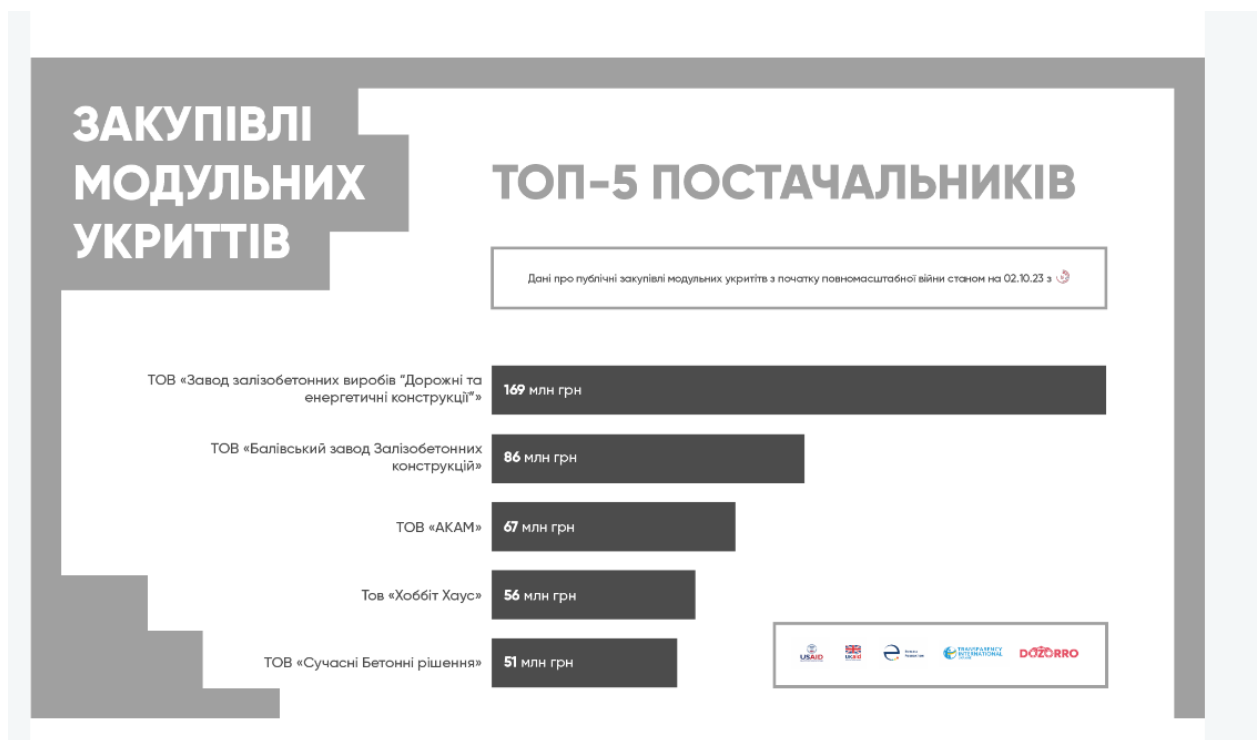 ЗАКУПІВЛІ
МОДУЛЬНИХ
УКРИТТІВ
ТОП-5 ПОСТАЧАЛЬНИКІВ
Дані про публічні закупівлі модульних укритітв з початку повномасштабної війни станом на 02.10.23 з
ТОВ «Завод залізобетонних виробів “Дорожні та
енергетичні конструкції”»
169 млн грн
ТОВ «Балівський завод Залізобетонних
конструкцій»
86 млн грн
ТОВ «АКАМ»
67 млн грн
Тов «Хоббіт Хаус»
56 млн грн
ТОВ «Сучасні Бетонні рішення»
51 млн грн
USAID
ukaid
TRANSPARENCY
INTERNATIONAL
DOZORRO